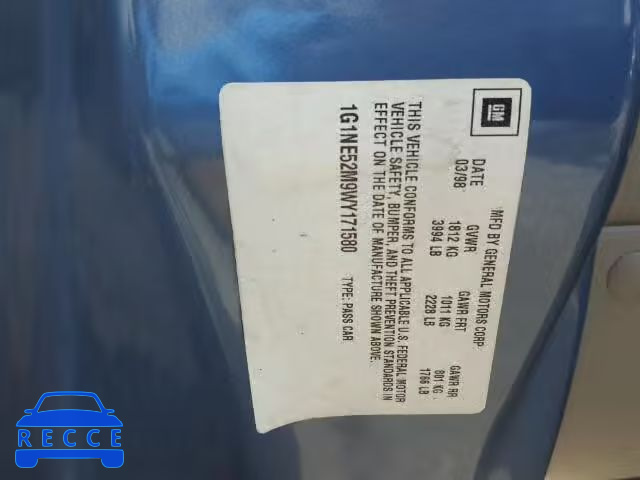 GM
MFD BY GENERAL MOTORS CORP
DATE GVWR GAWR FRT GAWR RR
03/98 1812 KG 1011 KG 801 KG
3994 LB 2228 LB 1766 LB
THIS VEHICLE CONFORMS TO ALL APPLICABLE U.S. FEDERAL MOTOR
VEHICLE SAFETY, BUMPER, AND THEFT PREVENTION STANDARDS IN
EFFECT ON THE DATE OF MANUFACTURE SHOWN ABOVE.
1G1NE52M9WY171580 TYPE: PASS CAR
RECCE